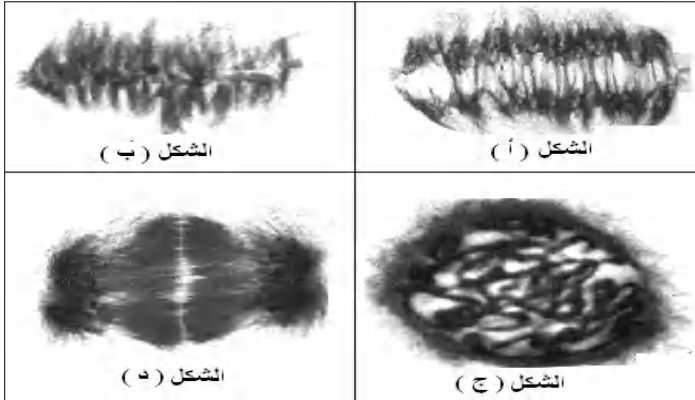 الشكل ( أ )
الشكل ( ب )
الشكل ( ج )
الشكل ( د )